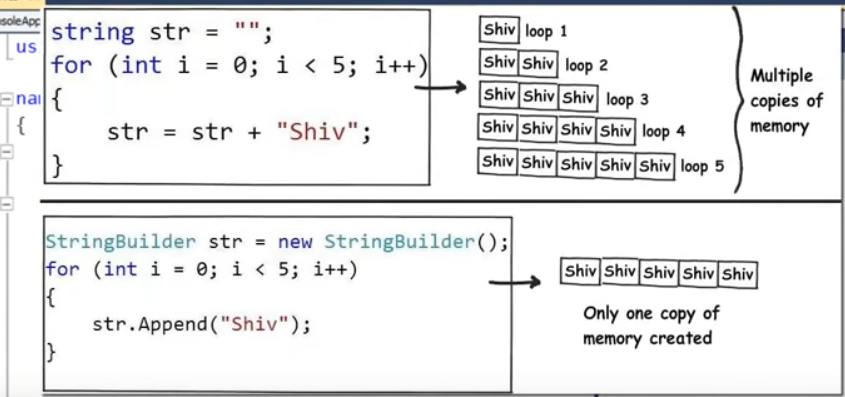 soleApp
us
na
{
string str = "";
for (int i = 0; i < 5; i++)
{
str = str + "Shiv";
}
Shiv loop 1
Shiv Shiv loop 2
Shiv Shiv Shiv loop 3
Shiv Shiv Shiv Shiv loop 4
Shiv Shiv Shiv Shiv Shiv loop 5
Multiple
copies of
memory
StringBuilder str = new StringBuilder();
for (int i = 0; i < 5; i++)
{
str.Append("Shiv");
}
Shiv Shiv Shiv Shiv Shiv
Only one copy of
memory created